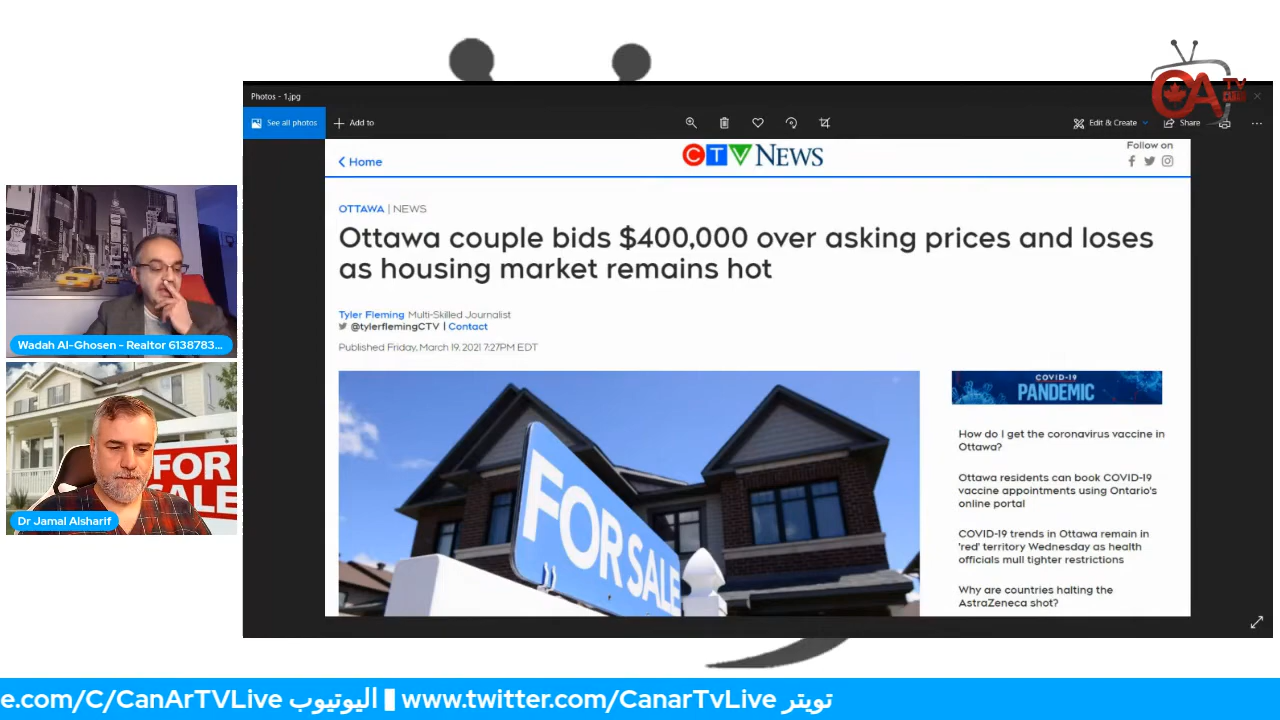 Photos - 1.jpg
See all photos
Add to
Edit & Create
Share
Home
CTV NEWS
Follow on
OTTAWA | NEWS
Ottawa couple bids $400,000 over asking prices and loses
as housing market remains hot
Tyler Fleming Multi-Skilled Journalist
@tylerflemingCTV | Contact
Published Friday, March 19, 2021 7:27PM EDT
FOR SALE
COVID-19
PANDEMIC
How do I get the coronavirus vaccine in
Ottawa?
Ottawa residents can book COVID-19
vaccine appointments using Ontario's
online portal
COVID-19 trends in Ottawa remain in
'red' territory Wednesday as health
officials mull tighter restrictions
Why are countries halting the
AstraZeneca shot?
Wadah Al-Ghosen - Realtor 6138783...
FOR
SALE
Dr Jamal Alsharif
e.com/C/CanArTVLive اليوتيوب ▮ www.twitter.com/CanarTvLive تويتر